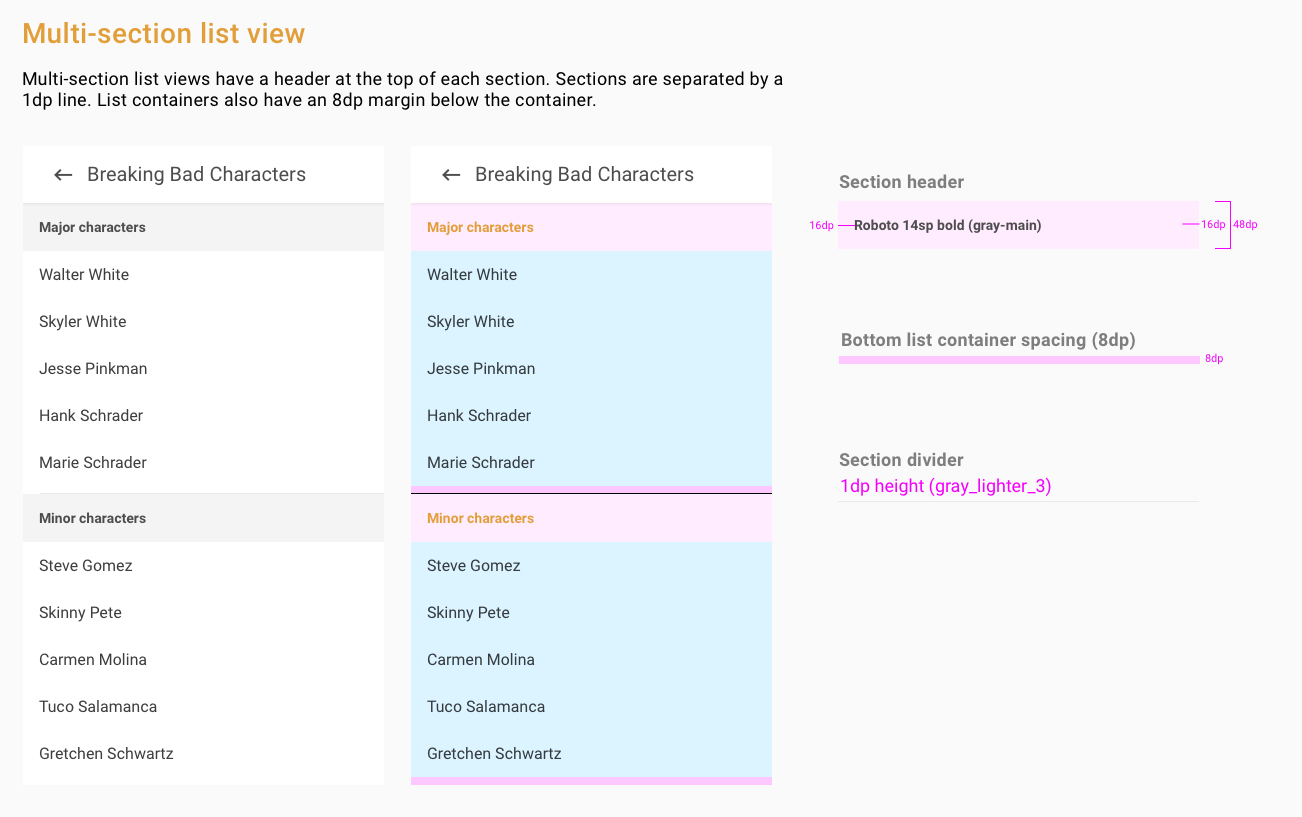 Multi-section list view
Multi-section list views have a header at the top of each section. Sections are separated by a
1dp line. List containers also have an 8dp margin below the container.
Breaking Bad Characters
Major characters
Walter White
Skyler White
Jesse Pinkman
Hank Schrader
Marie Schrader
Minor characters
Steve Gomez
Skinny Pete
Carmen Molina
Tuco Salamanca
Gretchen Schwartz
Breaking Bad Characters
Major characters
Walter White
Skyler White
Jesse Pinkman
Hank Schrader
Marie Schrader
Minor characters
Steve Gomez
Skinny Pete
Carmen Molina
Tuco Salamanca
Gretchen Schwartz
Section header
16dp Roboto 14sp bold (gray-main) 16dp 48dp
Bottom list container spacing (8dp)
8dp
Section divider
1dp height (gray_lighter_3)